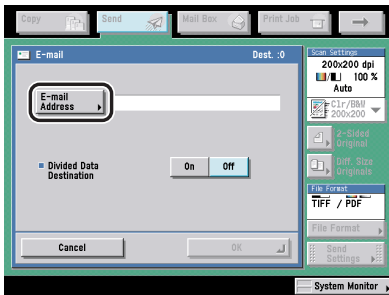 Copy
Send
Mail Box
Print Job
E-mail
Dest. :0
E-mail
Address
Divided Data
Destination
On
Off
Cancel
OK
Scan Settings
200x200 dpi
100 %
Auto
Clr/B&W
200x200
2-Sided
Original
Diff. Size
Originals
File Format
TIFF / PDF
File Format
Send
Settings
System Monitor